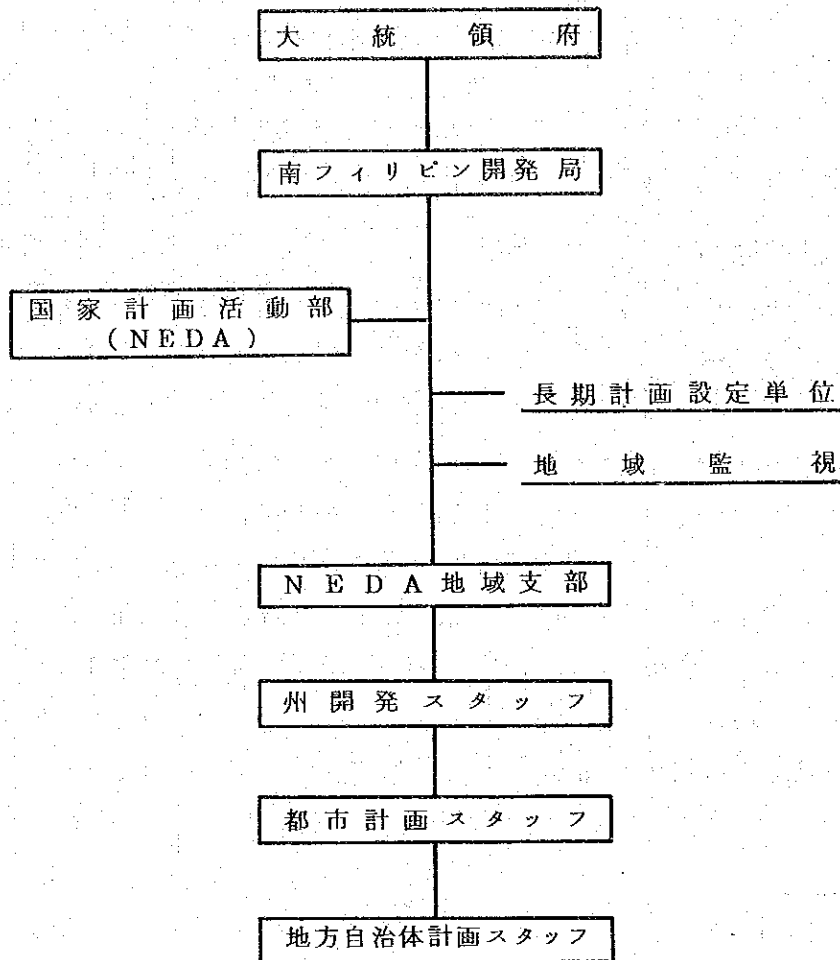 大統領府
南フィリピン開発局
国家計画活動部
(NEDA)
長期計画設定単位
地域監視
NEDA地域支部
州開発スタッフ
都市計画スタッフ
地方自治体計画スタッフ